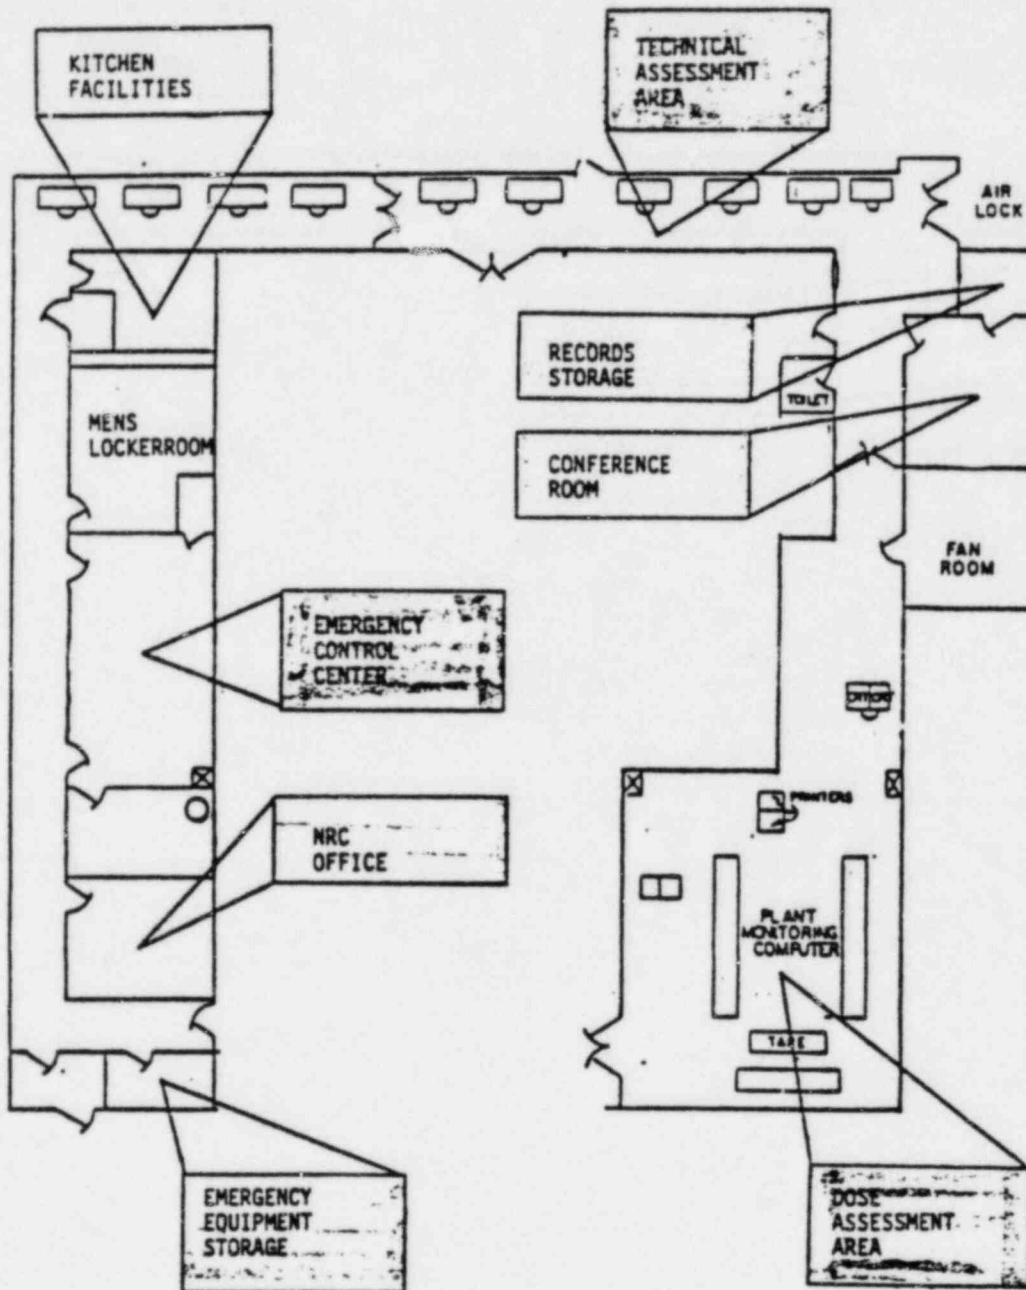 KITCHEN
FACILITIES
TECHNICAL
ASSESSMENT
AREA
AIR
LOCK
RECORDS
STORAGE
TOILET
MENS
LOCKERROOM
CONFERENCE
ROOM
FAN
ROOM
EMERGENCY
CONTROL
CENTER
PRINTERS
NRC
OFFICE
PLANT
MONITORING
COMPUTER
TAPE
EMERGENCY
EQUIPMENT
STORAGE
DOSE
ASSESSMENT
AREA